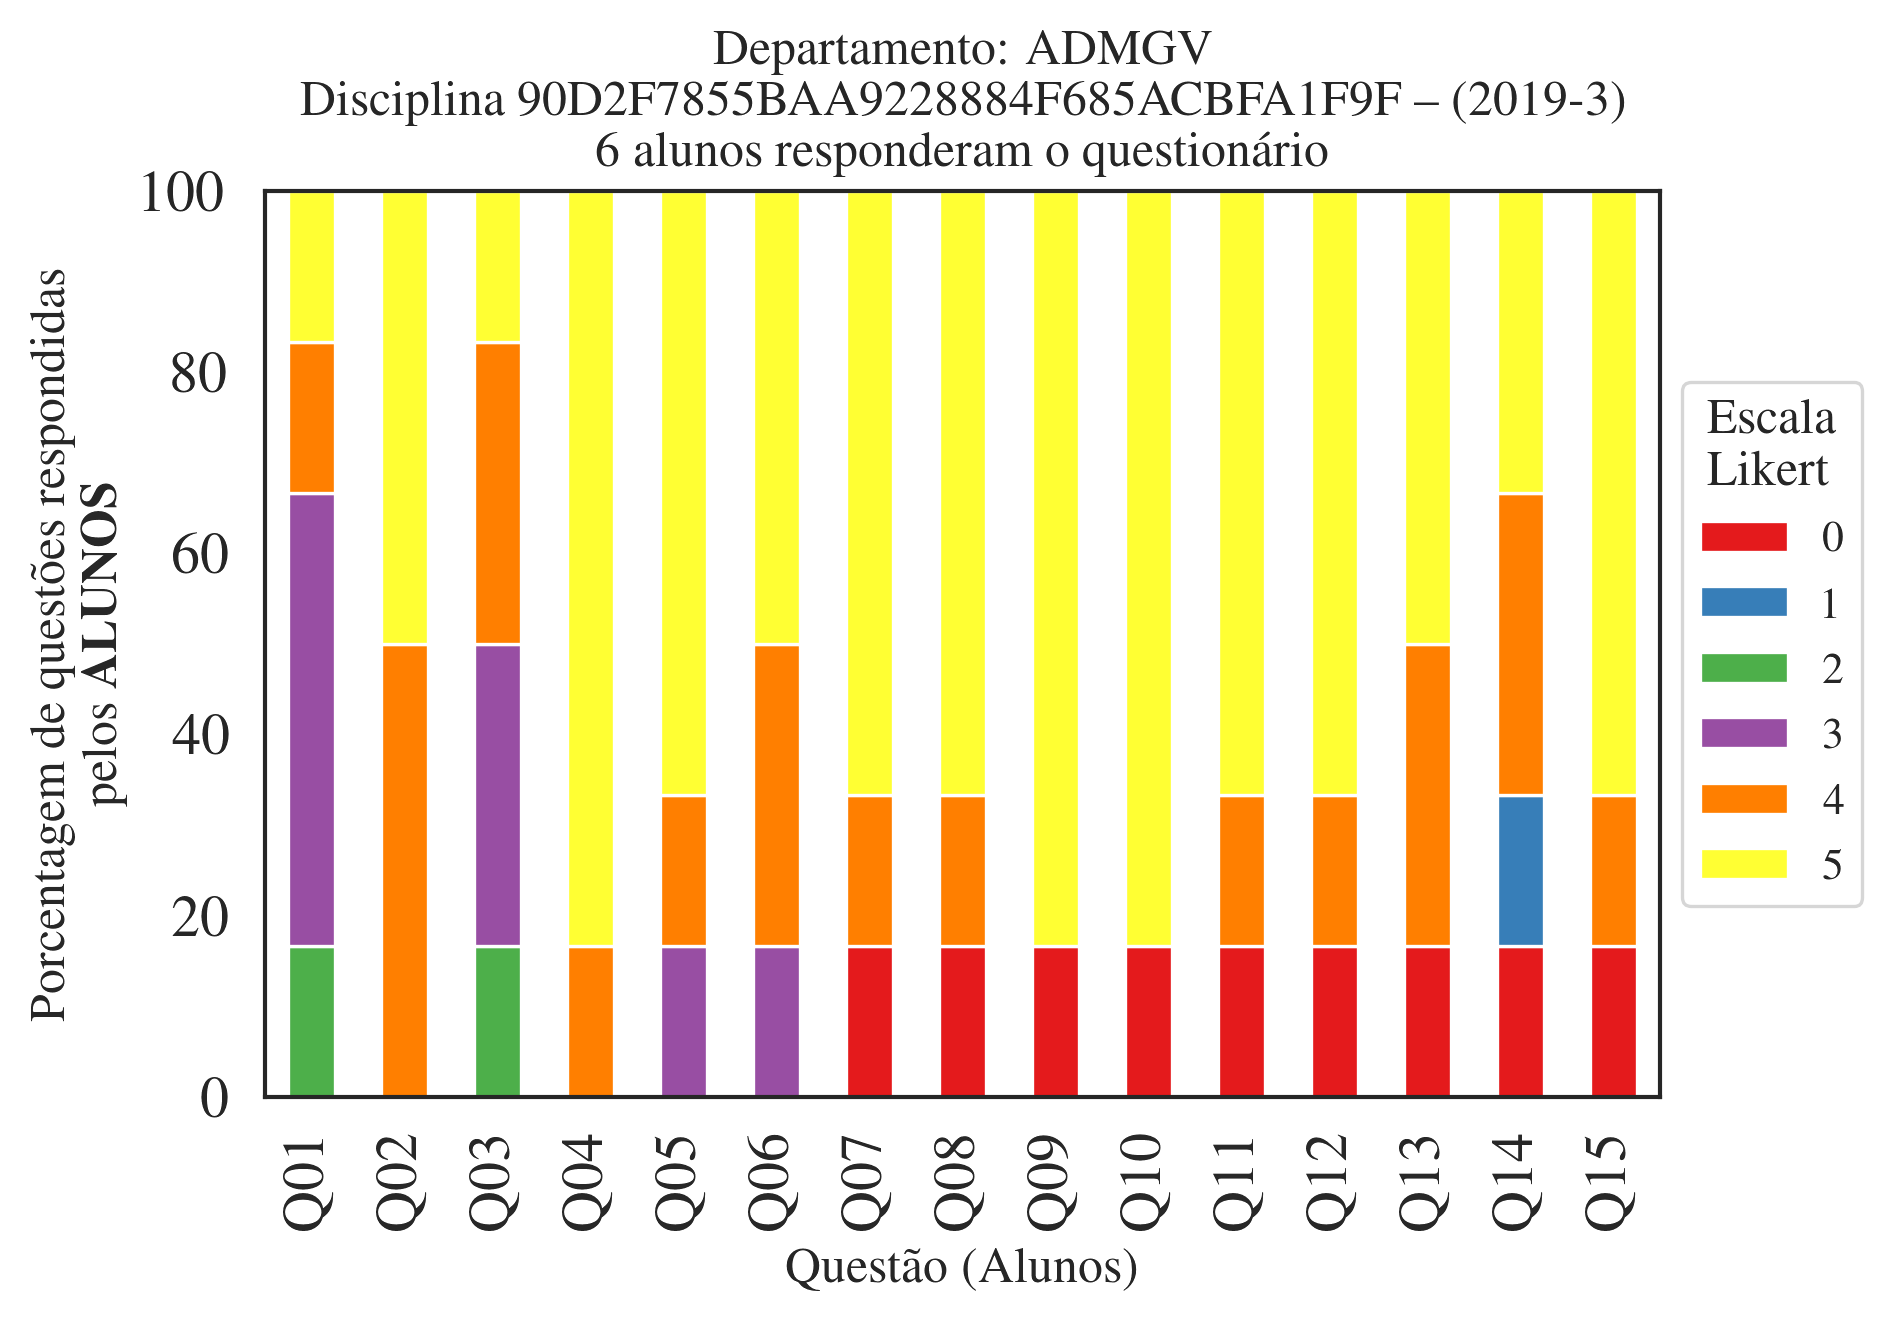 Departamento: ADMGV
Disciplina 90D2F7855BAA9228884F685ACBFA1F9F – (2019-3)
6 alunos responderam o questionário
Porcentagem de questões respondidas
pelos ALUNOS
100
80
60
40
20
0
Q01
Q02
Q03
Q04
Q05
Q06
Q07
Q08
Q09
Q10
Q11
Q12
Q13
Q14
Q15
Questão (Alunos)
Escala
Likert
0
1
2
3
4
5